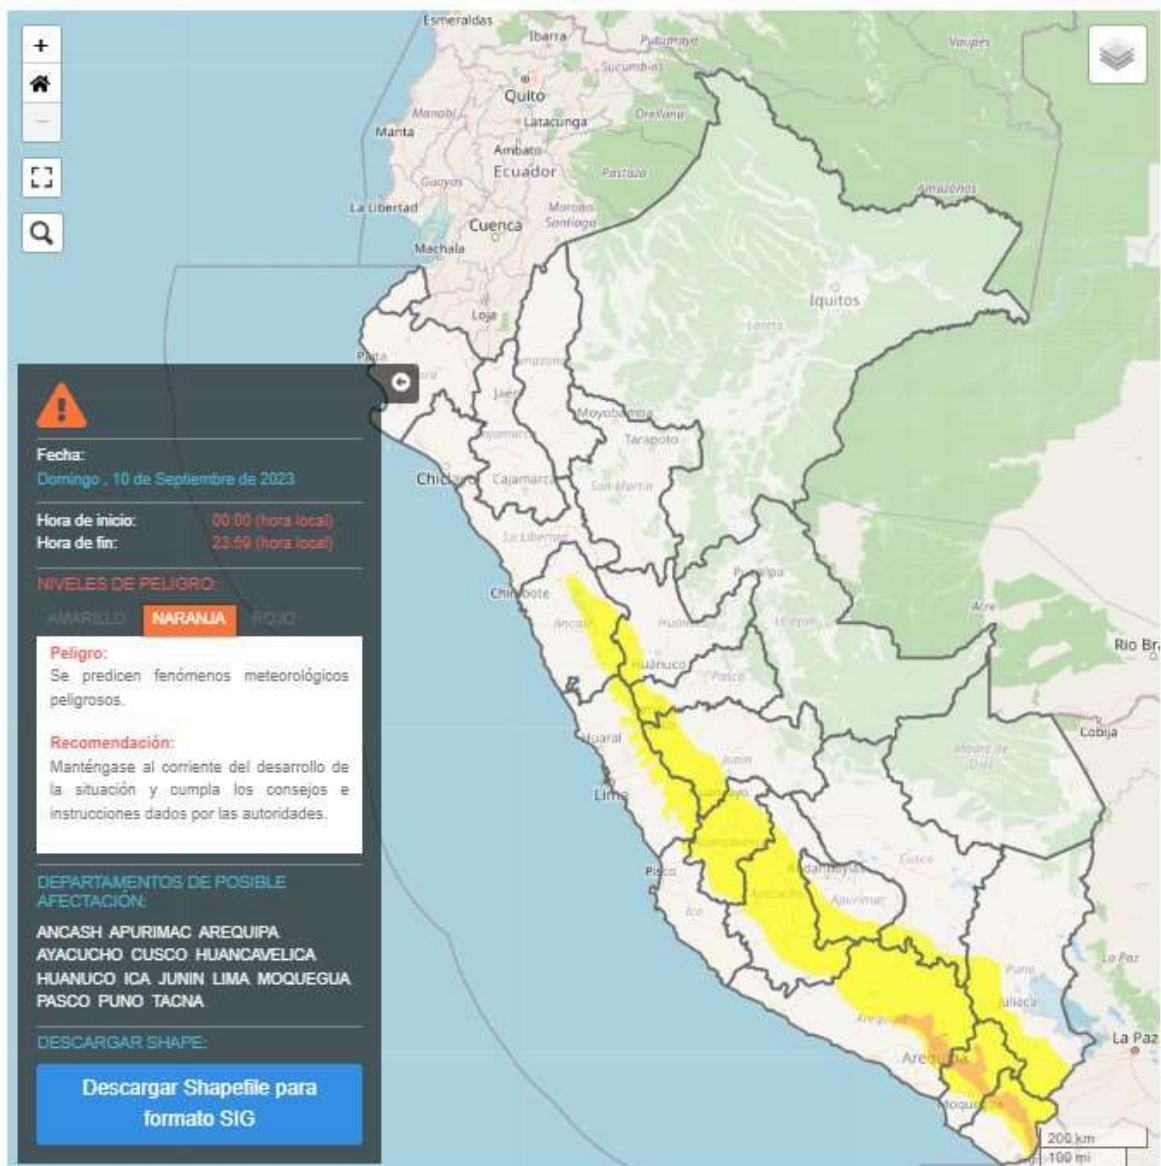 +
−
Esmeraldas
Ibarra
Putumayo
Vaupés
Sucumbios
Quito
Manabí
Latacunga
Orellana
Manta
Ambato
Ecuador
Pastaza
Guayas
Amazonas
La Libertad
Morona
Santiago
Cuenca
Machala
Iquitos
Loja
Loreto
Jaén
Moyobamba
Tarapoto
Cajamarca
San Martín
La Libertad
Ancash
Acre
Huánuco
Pasco
Rio Br
Cobija
Huaral
Junín
Lima
Pisco
Cusco
Apurímac
Ica
Puno
La Paz
Juliaca
Arequipa
La Paz
Moquegua
200 km
100 mi
Fecha:
Domingo , 10 de Septiembre de 2023
Hora de inicio: 00:00 (hora local)
Hora de fin: 23:59 (hora local)
NIVELES DE PELIGRO:
AMARILLO NARANJA ROJO
Peligro:
Se predicen fenómenos meteorológicos
peligrosos.
Recomendación:
Manténgase al corriente del desarrollo de
la situación y cumpla los consejos e
instrucciones dados por las autoridades.
DEPARTAMENTOS DE POSIBLE
AFECTACIÓN:
ANCASH APURIMAC AREQUIPA
AYACUCHO CUSCO HUANCAVELICA
HUANUCO ICA JUNIN LIMA MOQUEGUA
PASCO PUNO TACNA
DESCARGAR SHAPE:
Descargar Shapefile para
formato SIG